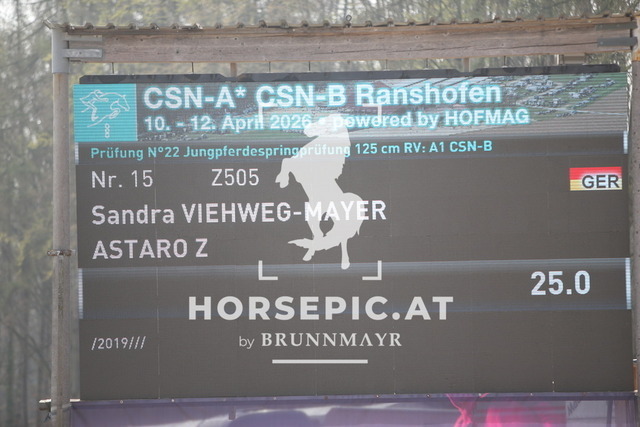 CSN-A* CSN-B Ranshofen
10. - 12. April 2026 • powered by HOFMAG
Prüfung N°22 Jungpferdespringprüfung 125 cm RV: A1 CSN-B
Nr. 15 Z505
GER
Sandra VIEHWEG-MAYER
ASTARO Z
25.0
HORSEPIC.AT
/2019///
by BRUNNMAYR